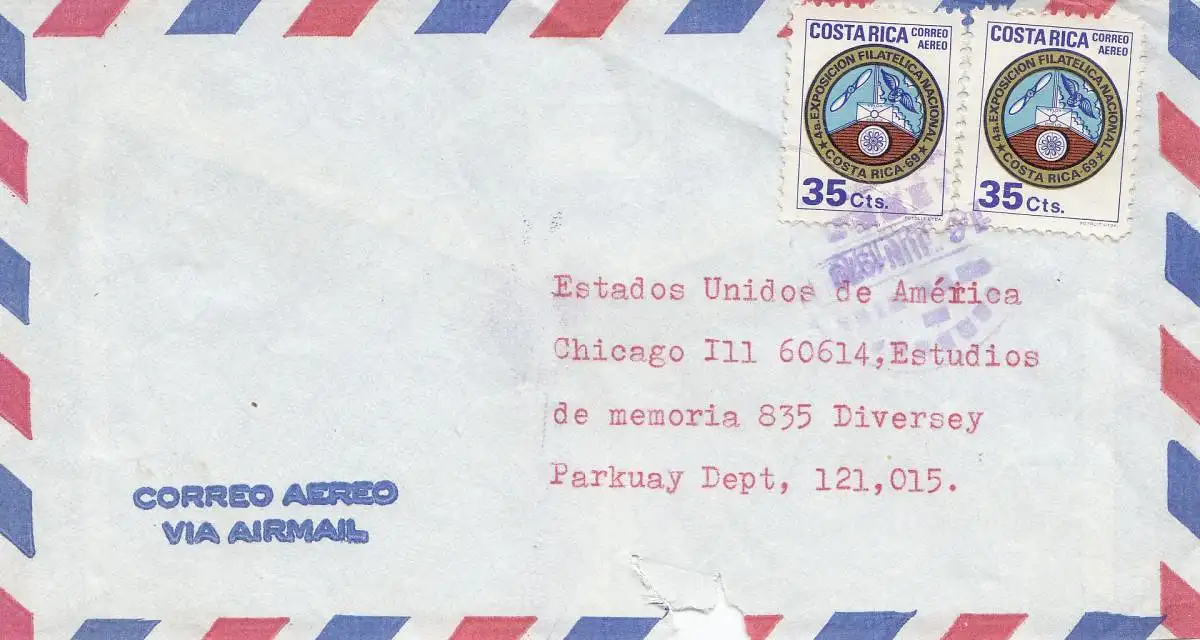 COSTA RICA CORREO
AEREO
4a. EXPOSICION FILATELICA NACIONAL
COSTA RICA-69
35 Cts.
COSTA RICA CORREO
AEREO
4a. EXPOSICION FILATELICA NACIONAL
COSTA RICA-69
35 Cts.
JUN 1970
Estados Unidos de América
Chicago Ill 60614,Estudios
de memoria 835 Diversey
Parkuay Dept, 121,015.
CORREO AEREO
VIA AIRMAIL